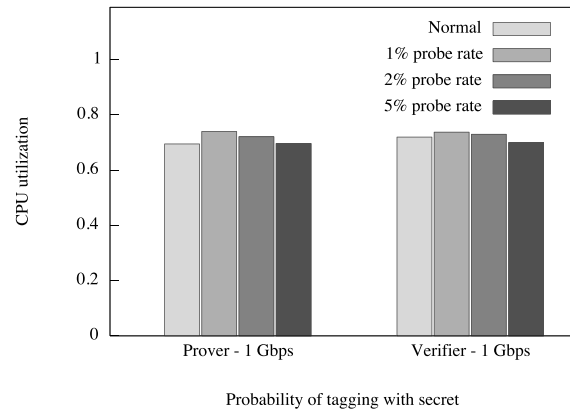 Normal
1% probe rate
2% probe rate
5% probe rate
CPU utilization
1
0.8
0.6
0.4
0.2
0
Prover - 1 Gbps
Verifier - 1 Gbps
Probability of tagging with secret